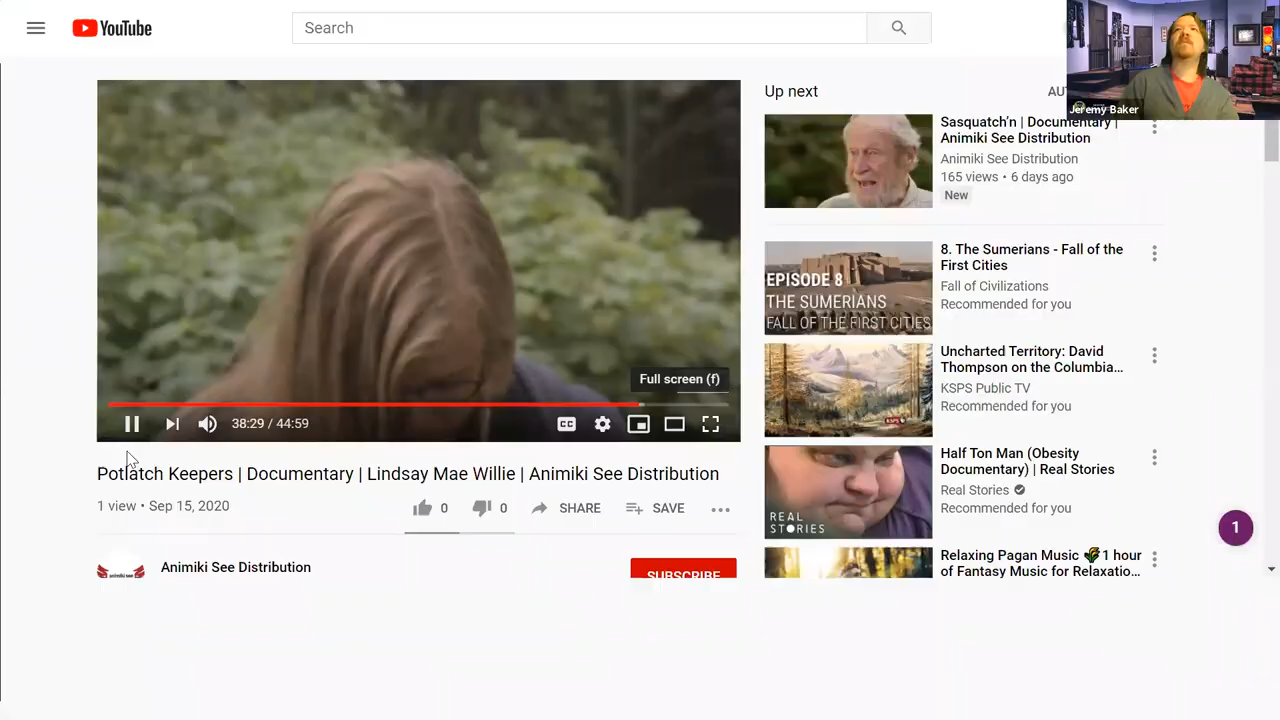 YouTube
Search
Jeremy Baker
Up next
AU
Sasquatch'n | Documentary |
Animiki See Distribution
Animiki See Distribution
165 views • 6 days ago
New
EPISODE 8
THE SUMERIANS
FALL OF THE FIRST CITIES
8. The Sumerians - Fall of the
First Cities
Fall of Civilizations
Recommended for you
Uncharted Territory: David
Thompson on the Columbia...
KSPS Public TV
Recommended for you
KSPS
REAL
STORIES
Half Ton Man (Obesity
Documentary) | Real Stories
Real Stories
Recommended for you
Relaxing Pagan Music 🌿1 hour
of Fantasy Music for Relaxatio...
1
Full screen (f)
38:29 / 44:59
CC
Potlatch Keepers | Documentary | Lindsay Mae Willie | Animiki See Distribution
1 view • Sep 15, 2020
0
0
SHARE
SAVE
animiki see
Animiki See Distribution
SUBSCRIBE